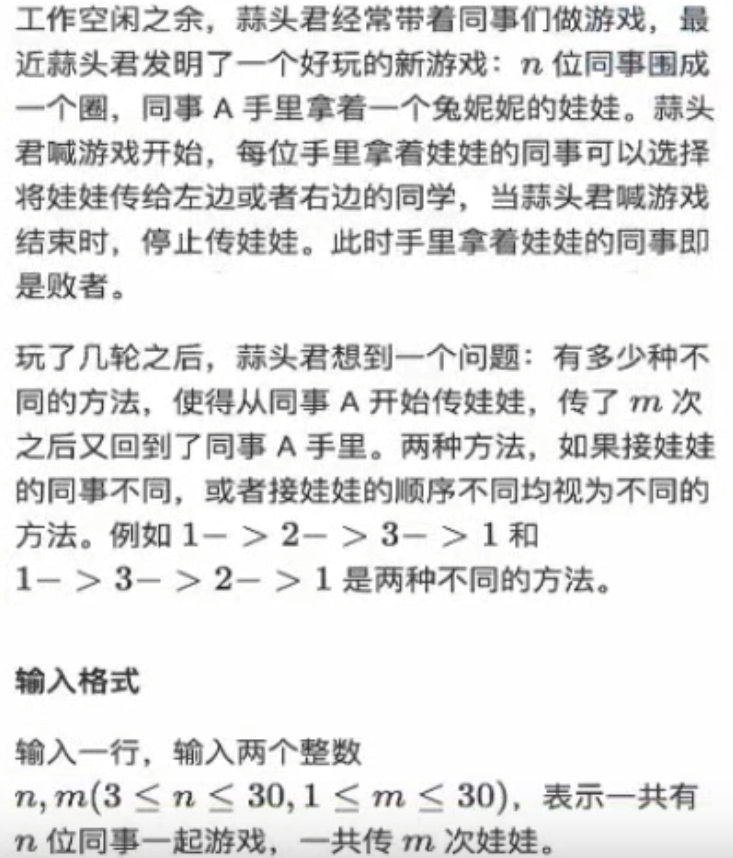 工作空闲之余，蒜头君经常带着同事们做游戏，最
近蒜头君发明了一个好玩的新游戏：n 位同事围成
一个圈，同事 A 手里拿着一个兔妮妮的娃娃。蒜头
君喊游戏开始，每位手里拿着娃娃的同事可以选择
将娃娃传给左边或者右边的同学，当蒜头君喊游戏
结束时，停止传娃娃。此时手里拿着娃娃的同事即
是败者。
玩了几轮之后，蒜头君想到一个问题：有多少种不
同的方法，使得从同事 A 开始传娃娃，传了 m 次
之后又回到了同事 A 手里。两种方法，如果接娃娃
的同事不同，或者接娃娃的顺序不同均视为不同的
方法。例如 1− > 2− > 3− > 1 和
1− > 3− > 2− > 1 是两种不同的方法。
输入格式
输入一行，输入两个整数
n, m(3 ≤ n ≤ 30, 1 ≤ m ≤ 30)，表示一共有
n 位同事一起游戏，一共传 m 次娃娃。